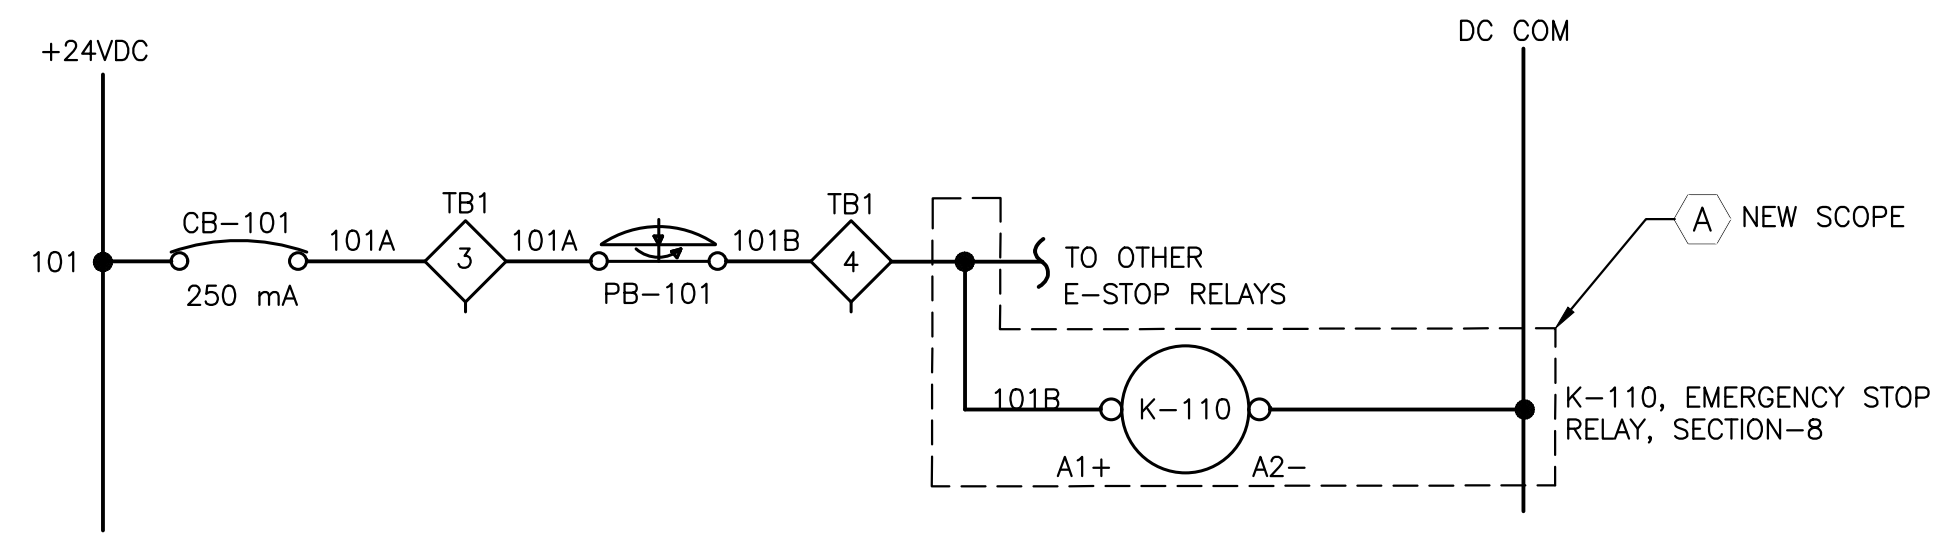 +24VDC
DC COM
TB1
TB1
CB-101
101A
101A
101B
A
NEW SCOPE
101
3
4
TO OTHER
E-STOP RELAYS
250 mA
PB-101
101B
K-110
K-110, EMERGENCY STOP
RELAY, SECTION-8
A1+
A2-